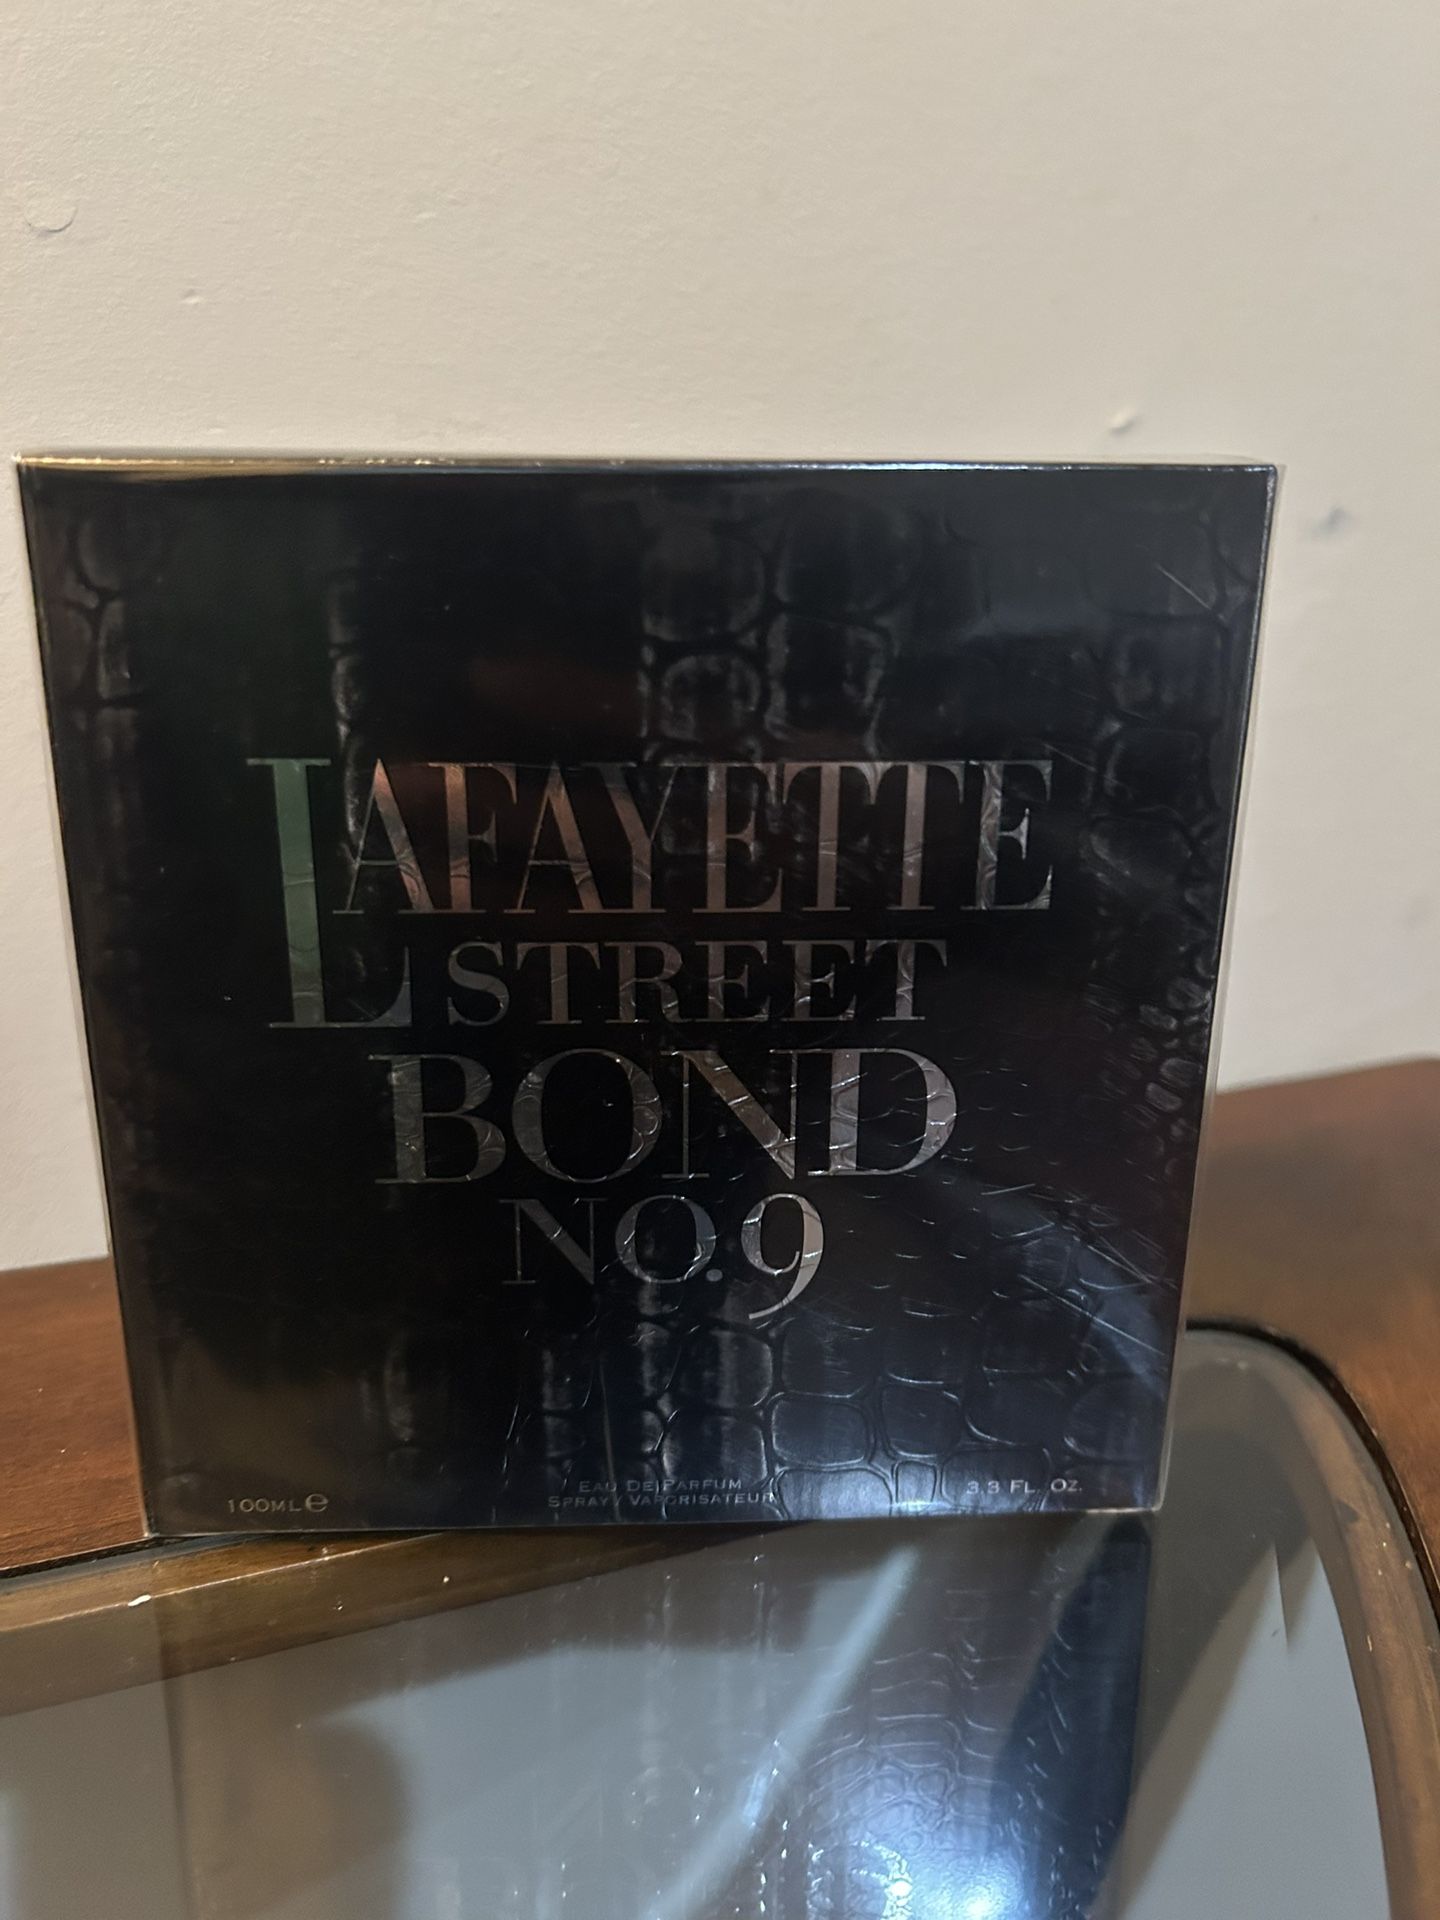 LAFAYETTE
STREET
BOND
NO.9
100ML ℮
EAU DE PARFUM
SPRAY / VAPORISATEUR
3.3 FL. OZ.